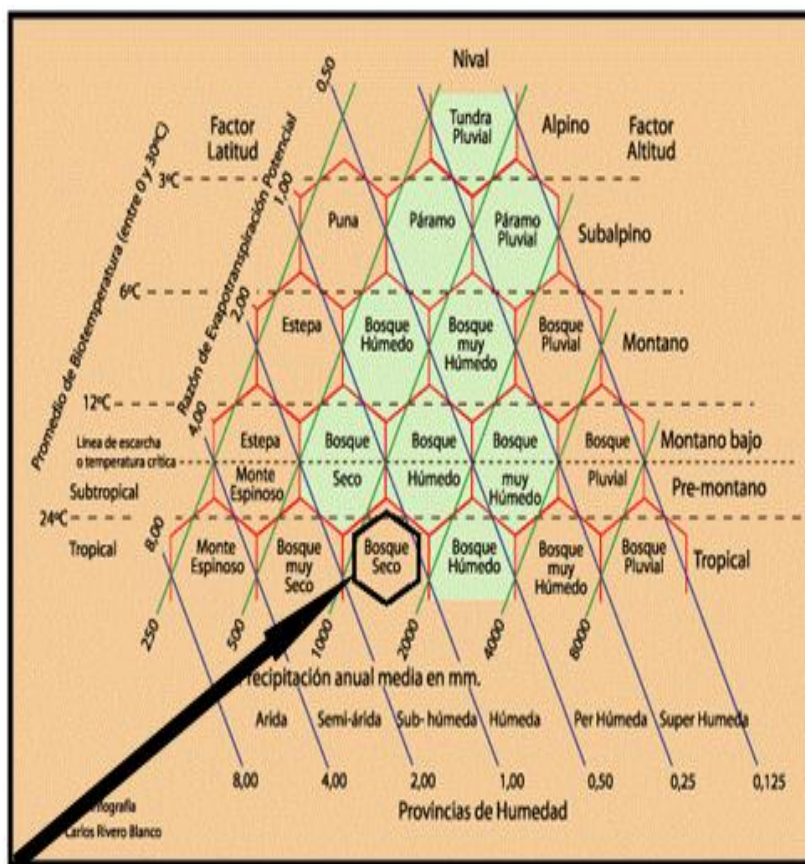 Nival
0,50
Factor
Latitud
Tundra
Pluvial
Alpino
Factor
Altitud
Promedio de Biotemperatura (entre 0 y 30ºC)
Razón de Evapotranspiración Potencial
3ºC
1,00
Puna
Páramo
Páramo
Pluvial
Subalpino
6ºC
2,00
Estepa
Bosque
Húmedo
Bosque
muy
Húmedo
Bosque
Pluvial
Montano
12ºC
4,00
Línea de escarcha
o temperatura crítica
Estepa
Bosque
Seco
Bosque
Húmedo
Bosque
muy
Húmedo
Bosque
Pluvial
Montano bajo
Subtropical
Monte
Espinoso
Pre-montano
24ºC
8,00
Tropical
Monte
Espinoso
Bosque
muy
Seco
Bosque
Seco
Bosque
Húmedo
Bosque
muy
Húmedo
Bosque
Pluvial
Tropical
250
500
1000
2000
4000
8000
recipitación anual media en mm.
Arida
Semi-árida
Sub- húmeda
Húmeda
Per Húmeda
Super Humeda
8,00
4,00
2,00
1,00
0,50
0,25
0,125
Provincias de Humedad
Carlos Rivero Blanco